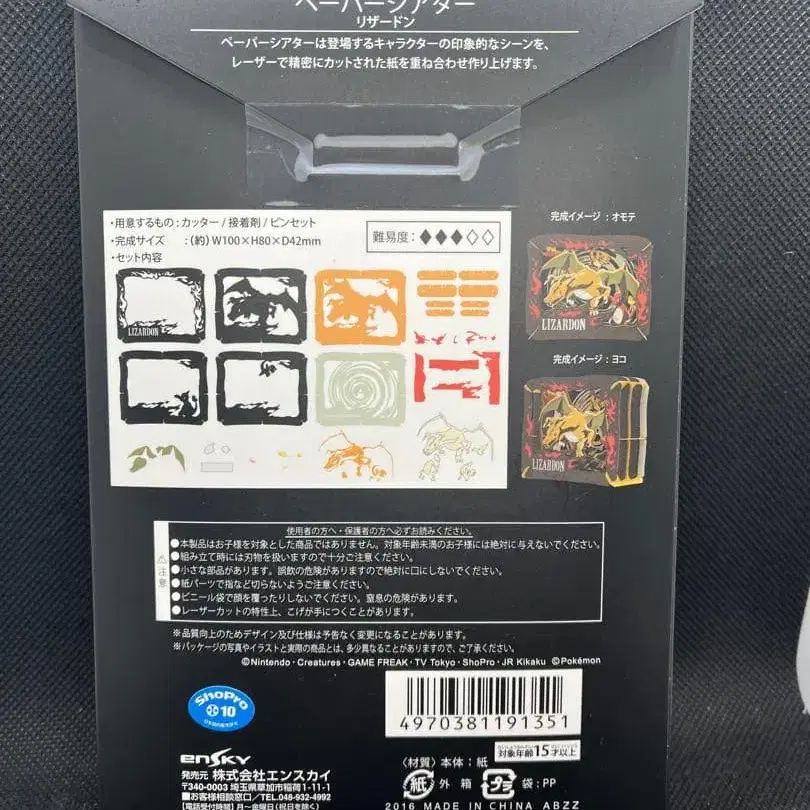 ペーパーシアター
リザードン
ペーパーシアターは登場するキャラクターの印象的なシーンを、
レーザーで精密にカットされた紙を重ね合わせ作り上げます。
・用意するもの：カッター / 接着剤 / ピンセット
・完成サイズ ：（約）W100×H80×D42mm
・セット内容
難易度：◆◆◆◇◇
LIZARDON
完成イメージ：オモテ
LIZARDON
完成イメージ：ヨコ
LIZARDON
使用者の方へ・保護者の方へ必ずお読みください。
⚠注意
●本製品はお子様を対象とした商品ではありません。対象年齢未満のお子様には絶対に与えないでください。
●組み立て時には刃物を扱いますので十分ご注意ください。
●小さな部品があります。誤飲の危険がありますので絶対に口にしないでください。
●紙パーツで指など切らないようご注意ください。
●ビニール袋で顔を覆ったりしないでください。窒息の危険があります。
●レーザーカットの特性上、こげが手につくことがあります。
※品質向上のためデザイン及び仕様は予告なく変更になることがあります。
※パッケージの写真やイラストと実際の商品とは、多少異なることがあります。ご了承ください。
©Nintendo・Creatures・GAME FREAK・TV Tokyo・ShoPro・JR Kikaku ©Pokémon
ShoPro
10
4970381191351
対象年齢15才以上
ensky
発売元 株式会社エンスカイ
〒340-0003 埼玉県草加市稲荷1-11-1
■お客様相談窓口/TEL.048-932-4992
【電話受付】月～金曜日(祝日を除く)
〈材質〉本体：紙
紙 外 箱 プラ 袋：PP
2016 MADE IN CHINA ABZZ